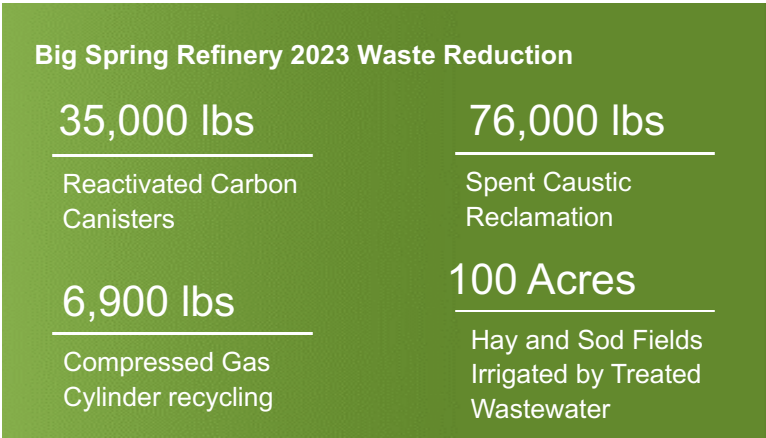 Big Spring Refinery 2023 Waste Reduction
35,000 lbs
Reactivated Carbon
Canisters
76,000 lbs
Spent Caustic
Reclamation
6,900 lbs
Compressed Gas
Cylinder recycling
100 Acres
Hay and Sod Fields
Irrigated by Treated
Wastewater